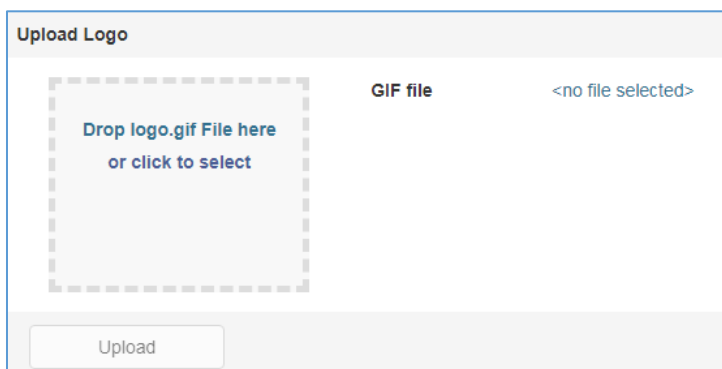 Upload Logo
Drop logo.gif File here
or click to select
GIF file
<no file selected>
Upload